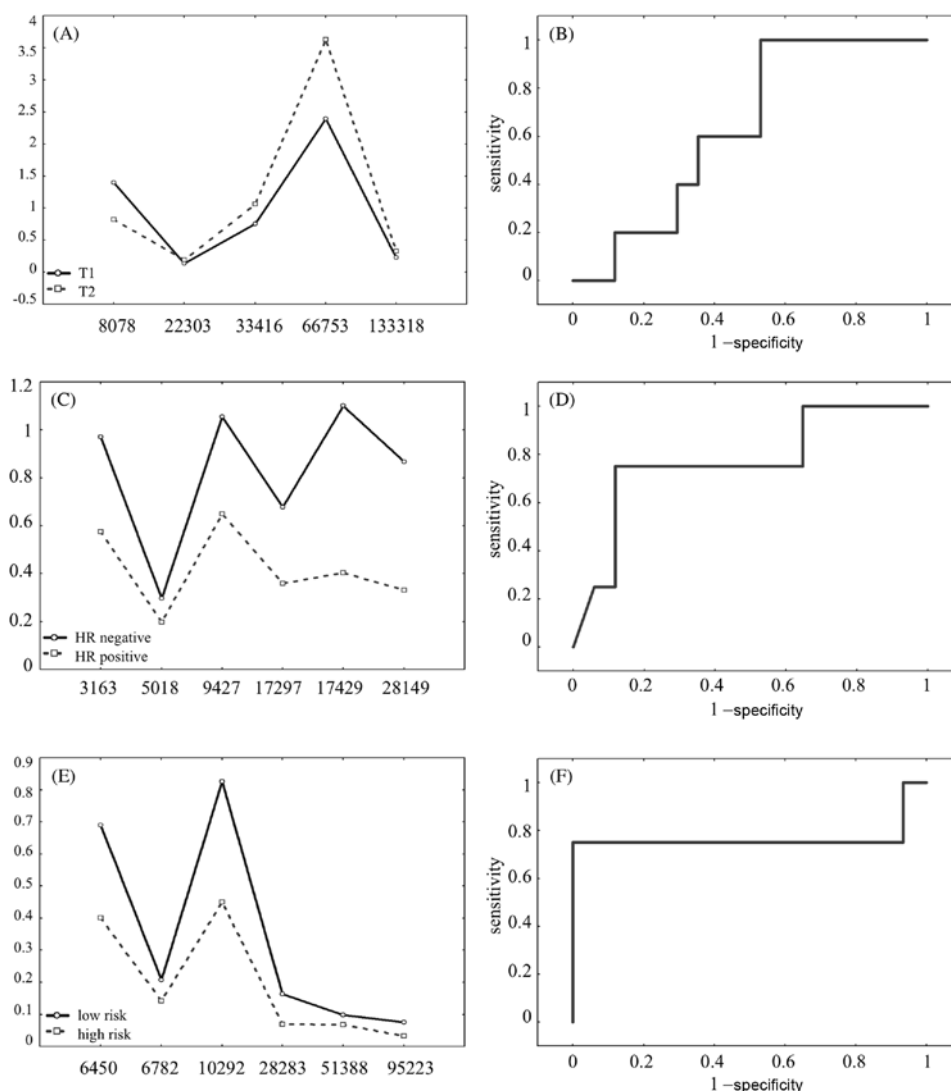 (A)
4
3.5
3
2.5
2
1.5
1
0.5
0
-0.5
T1
T2
8078 22303 33416 66753 133318
(B)
sensitivity
1
0.8
0.6
0.4
0.2
0
0 0.2 0.4 0.6 0.8 1
1 –specificity
(C)
1.2
1
0.8
0.6
0.4
0.2
0
HR negative
HR positive
3163 5018 9427 17297 17429 28149
(D)
sensitivity
1
0.8
0.6
0.4
0.2
0
0 0.2 0.4 0.6 0.8 1
1 –specificity
(E)
0.9
0.8
0.7
0.6
0.5
0.4
0.3
0.2
0.1
0
low risk
high risk
6450 6782 10292 28283 51388 95223
(F)
sensitivity
1
0.8
0.6
0.4
0.2
0
0 0.2 0.4 0.6 0.8 1
1 –specificity